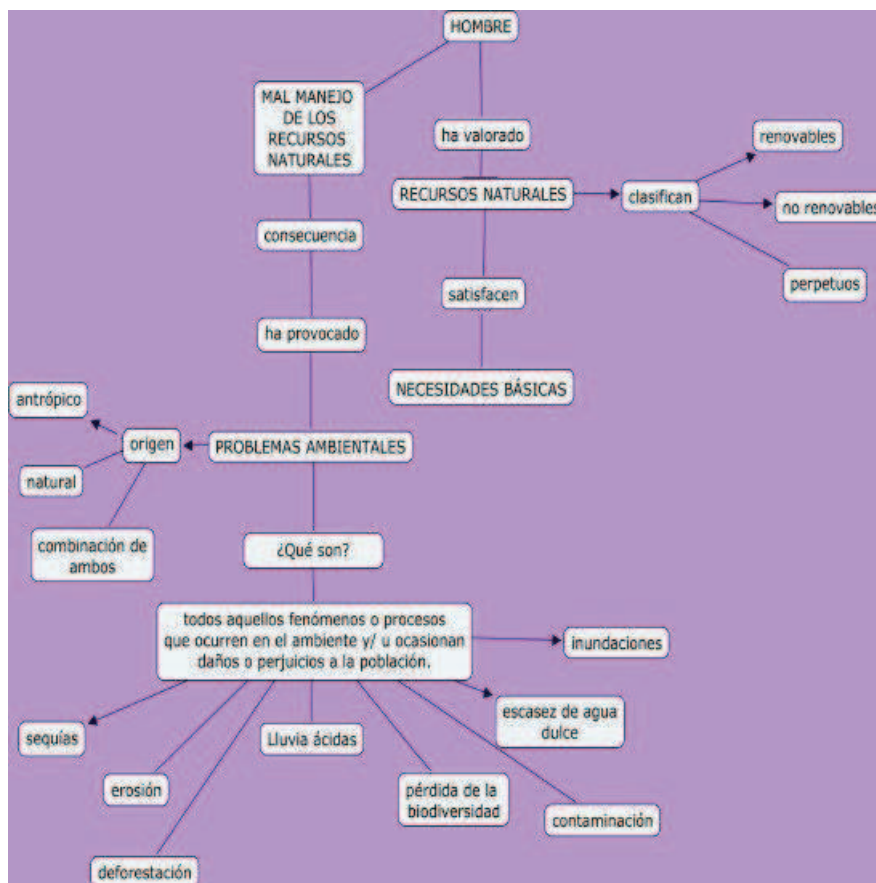 HOMBRE
MAL MANEJO
DE LOS
RECURSOS
NATURALES
ha valorado
renovables
RECURSOS NATURALES
clasifican
no renovables
perpetuos
consecuencia
satisfacen
ha provocado
NECESIDADES BÁSICAS
antrópico
origen
PROBLEMAS AMBIENTALES
natural
combinación de
ambos
¿Qué son?
todos aquellos fenómenos o procesos
que ocurren en el ambiente y/ u ocasionan
daños o perjuicios a la población.
inundaciones
escasez de agua
dulce
sequías
Lluvia ácidas
erosión
pérdida de la
biodiversidad
contaminación
deforestación